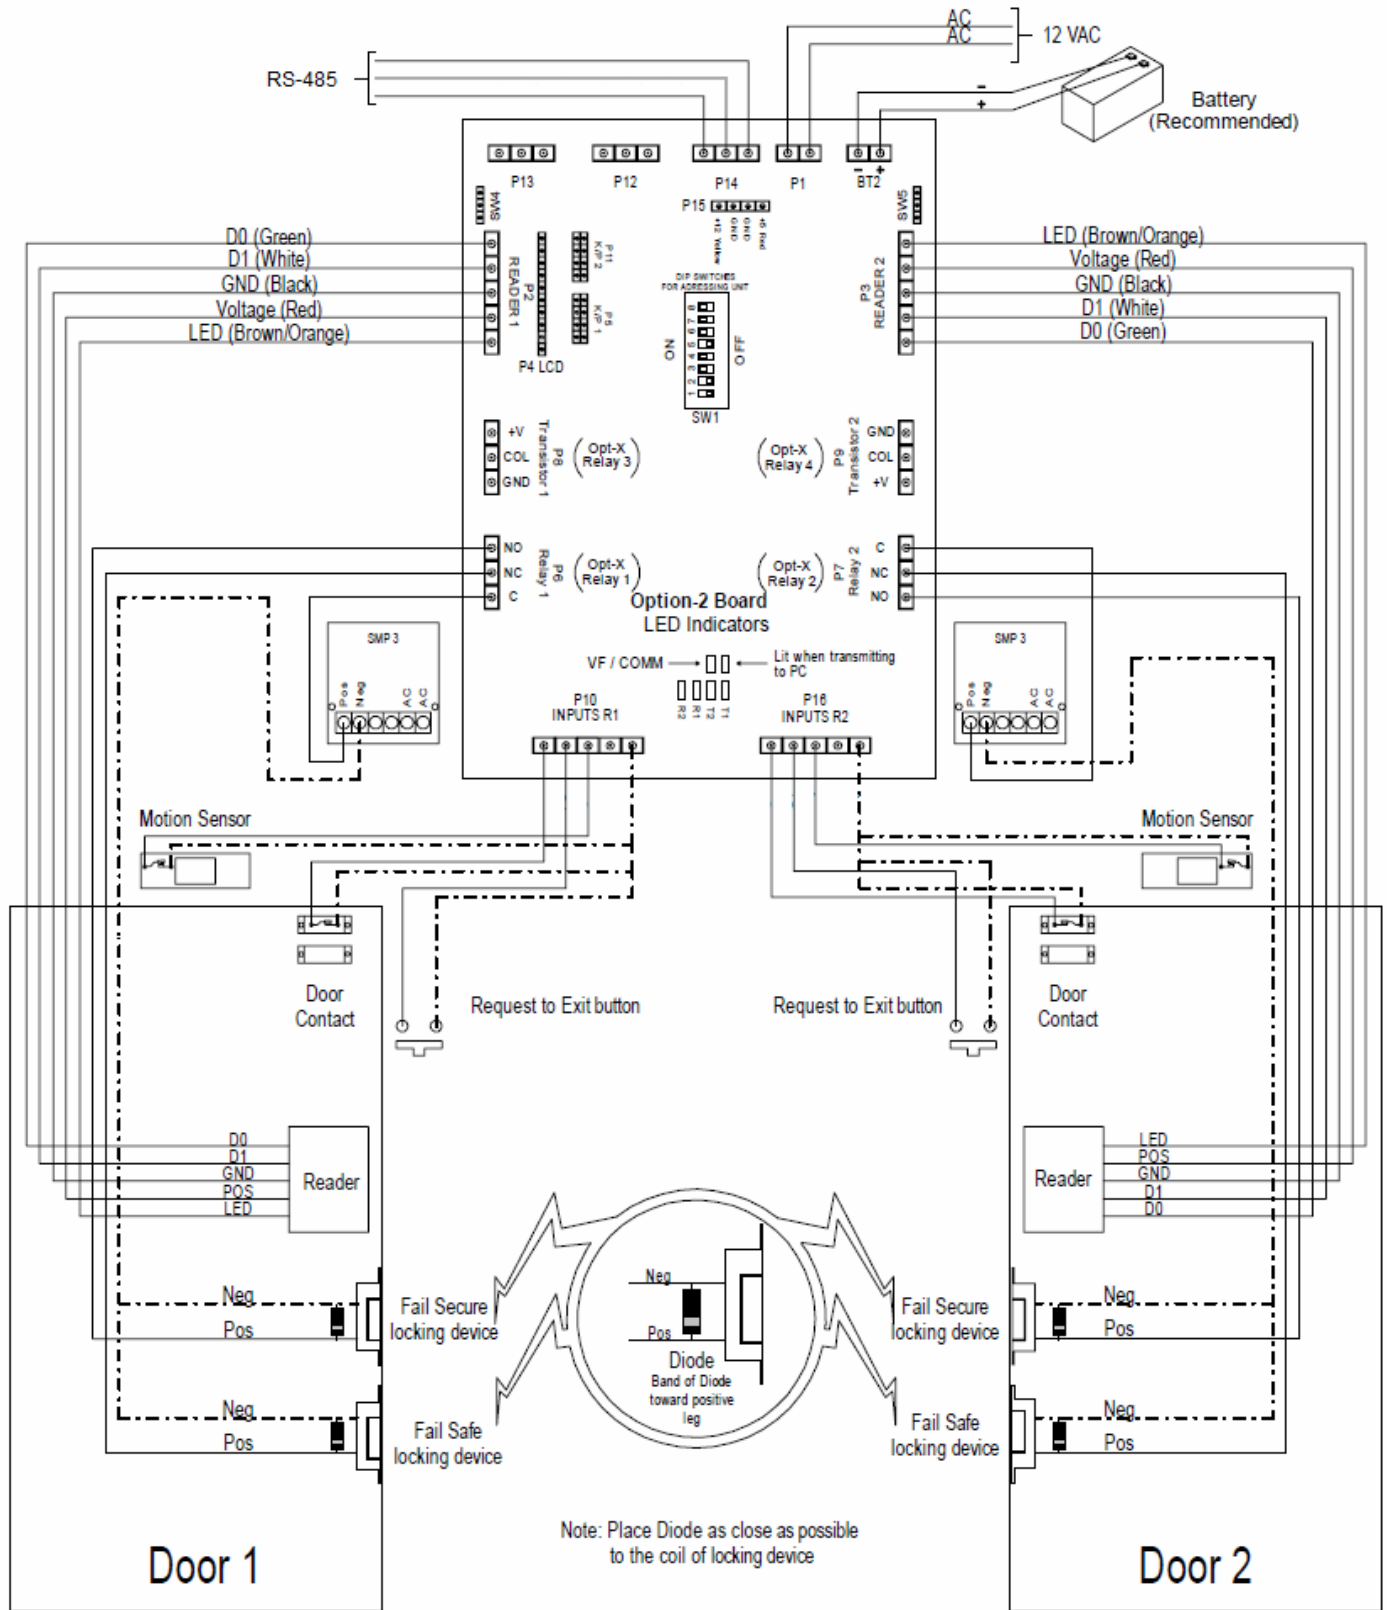 AC
AC
12 VAC
RS-485
-
+
Battery
(Recommended)
P13
P12
P14
P1
- +
BT2
SW4
P15
+12 Yellow
GND
GND
+5 Red
SW5
D0 (Green)
D1 (White)
GND (Black)
Voltage (Red)
LED (Brown/Orange)
P2
READER 1
P11
K/P 2
P5
K/P 1
P4 LCD
DIP SWITCHES
FOR ADRESSING UNIT
ON
1 2 3 4 5 6 7 8
OFF
SW1
P3
READER 2
LED (Brown/Orange)
Voltage (Red)
GND (Black)
D1 (White)
D0 (Green)
+V
COL
GND
Transistor 1
P8
Opt-X
Relay 3
Opt-X
Relay 4
P9
Transistor 2
GND
COL
+V
NO
NC
C
Relay 1
P6
Opt-X
Relay 1
Opt-X
Relay 2
P7
Relay 2
C
NC
NO
Option-2 Board
LED Indicators
VF / COMM
Lit when transmitting
to PC
R2
R1
T2
T1
P10
INPUTS R1
P16
INPUTS R2
SMP 3
Pos
Neg
AC
AC
SMP 3
Pos
Neg
AC
AC
Motion Sensor
Motion Sensor
Door
Contact
Request to Exit button
Request to Exit button
Door
Contact
D0
D1
GND
POS
LED
Reader
Reader
LED
POS
GND
D1
D0
Neg
Pos
Fail Secure
locking device
Neg
Pos
Diode
Band of Diode
toward positive
leg
Fail Secure
locking device
Neg
Pos
Neg
Pos
Fail Safe
locking device
Fail Safe
locking device
Neg
Pos
Note: Place Diode as close as possible
to the coil of locking device
Door 1
Door 2